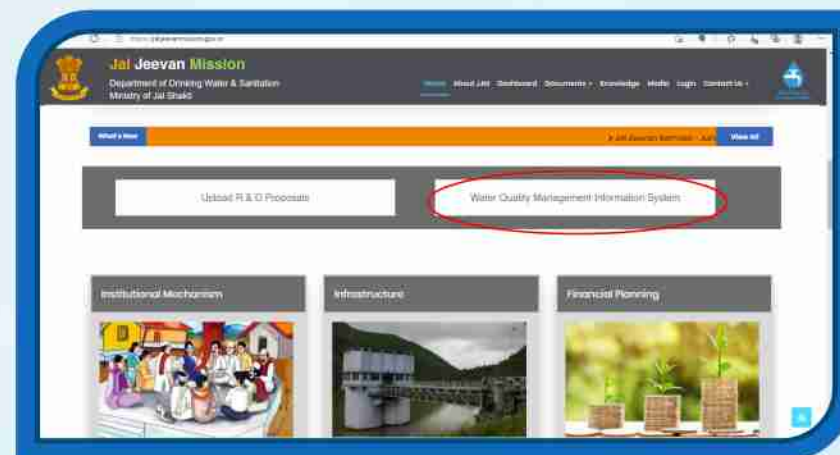 Jal Jeevan Mission
Department of Drinking Water & Sanitation
Ministry of Jal Shakti
Home About JJM Dashboard Documents Knowledge Media Login Contact Us
What's New
View All
Upload R & D Proposals
Water Quality Management Information System
Institutional Mechanism
Infrastructure
Financial Planning